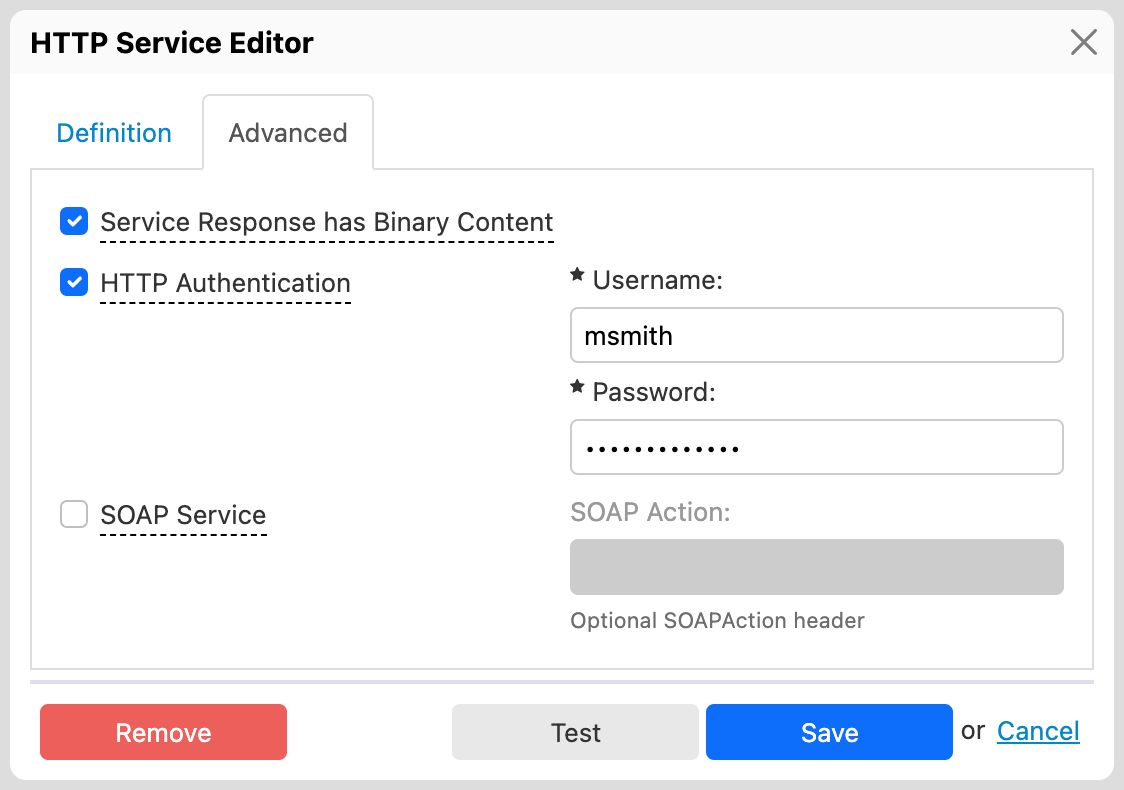 HTTP Service Editor
Definition
Advanced
Service Response has Binary Content
HTTP Authentication
* Username:
msmith
* Password:
•••••••••••••
SOAP Service
SOAP Action:
Optional SOAPAction header
Remove
Test
Save
or Cancel